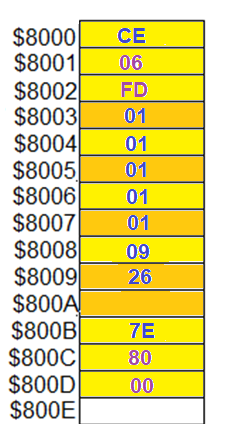 $8000 CE
$8001 06
$8002 FD
$8003 01
$8004 01
$8005 01
$8006 01
$8007 01
$8008 09
$8009 26
$800A
$800B 7E
$800C 80
$800D 00
$800E